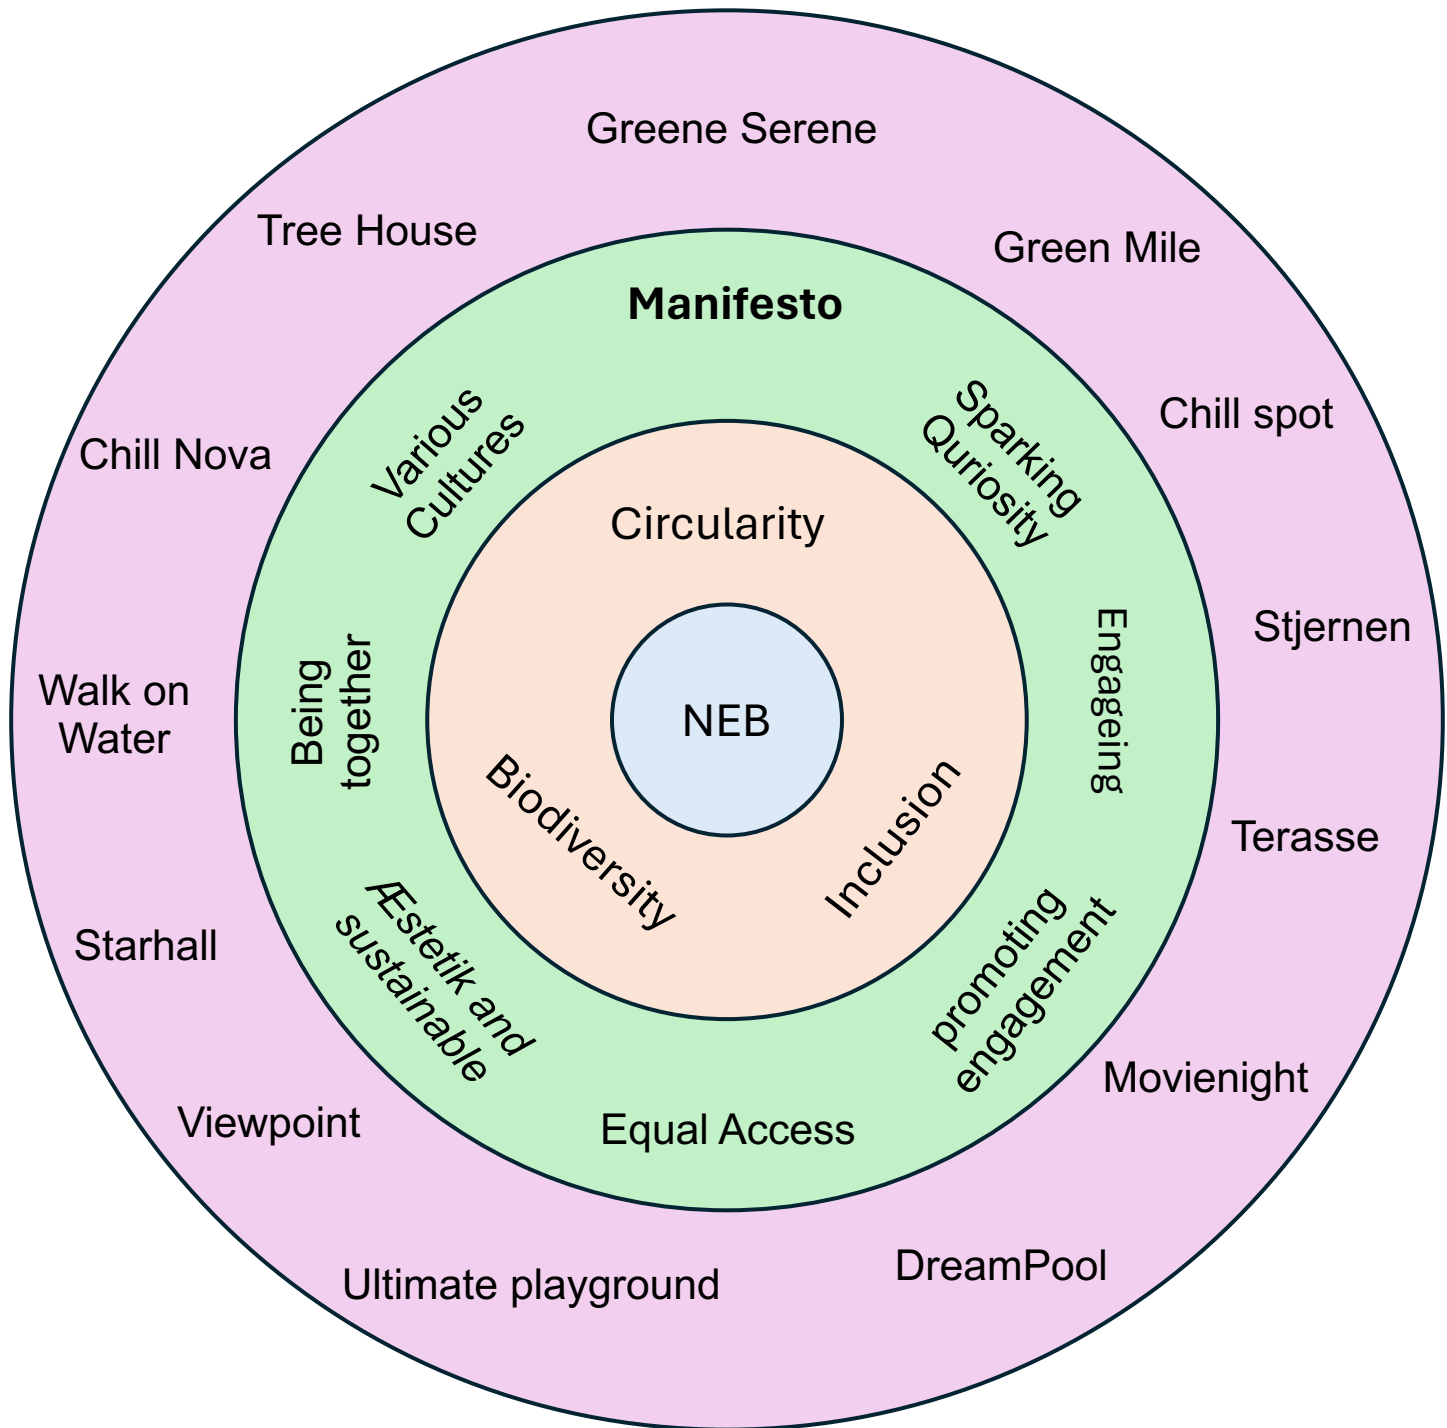 Greene Serene
Tree House
Green Mile
Manifesto
Various
Cultures
Sparking
Quriosity
Chill spot
Chill Nova
Circularity
Stjernen
Engageing
Being
together
Walk on
Water
NEB
Biodiversity
Inclusion
Terasse
Starhall
Æstetik and
sustainable
promoting
engagement
Movienight
Viewpoint
Equal Access
DreamPool
Ultimate playground